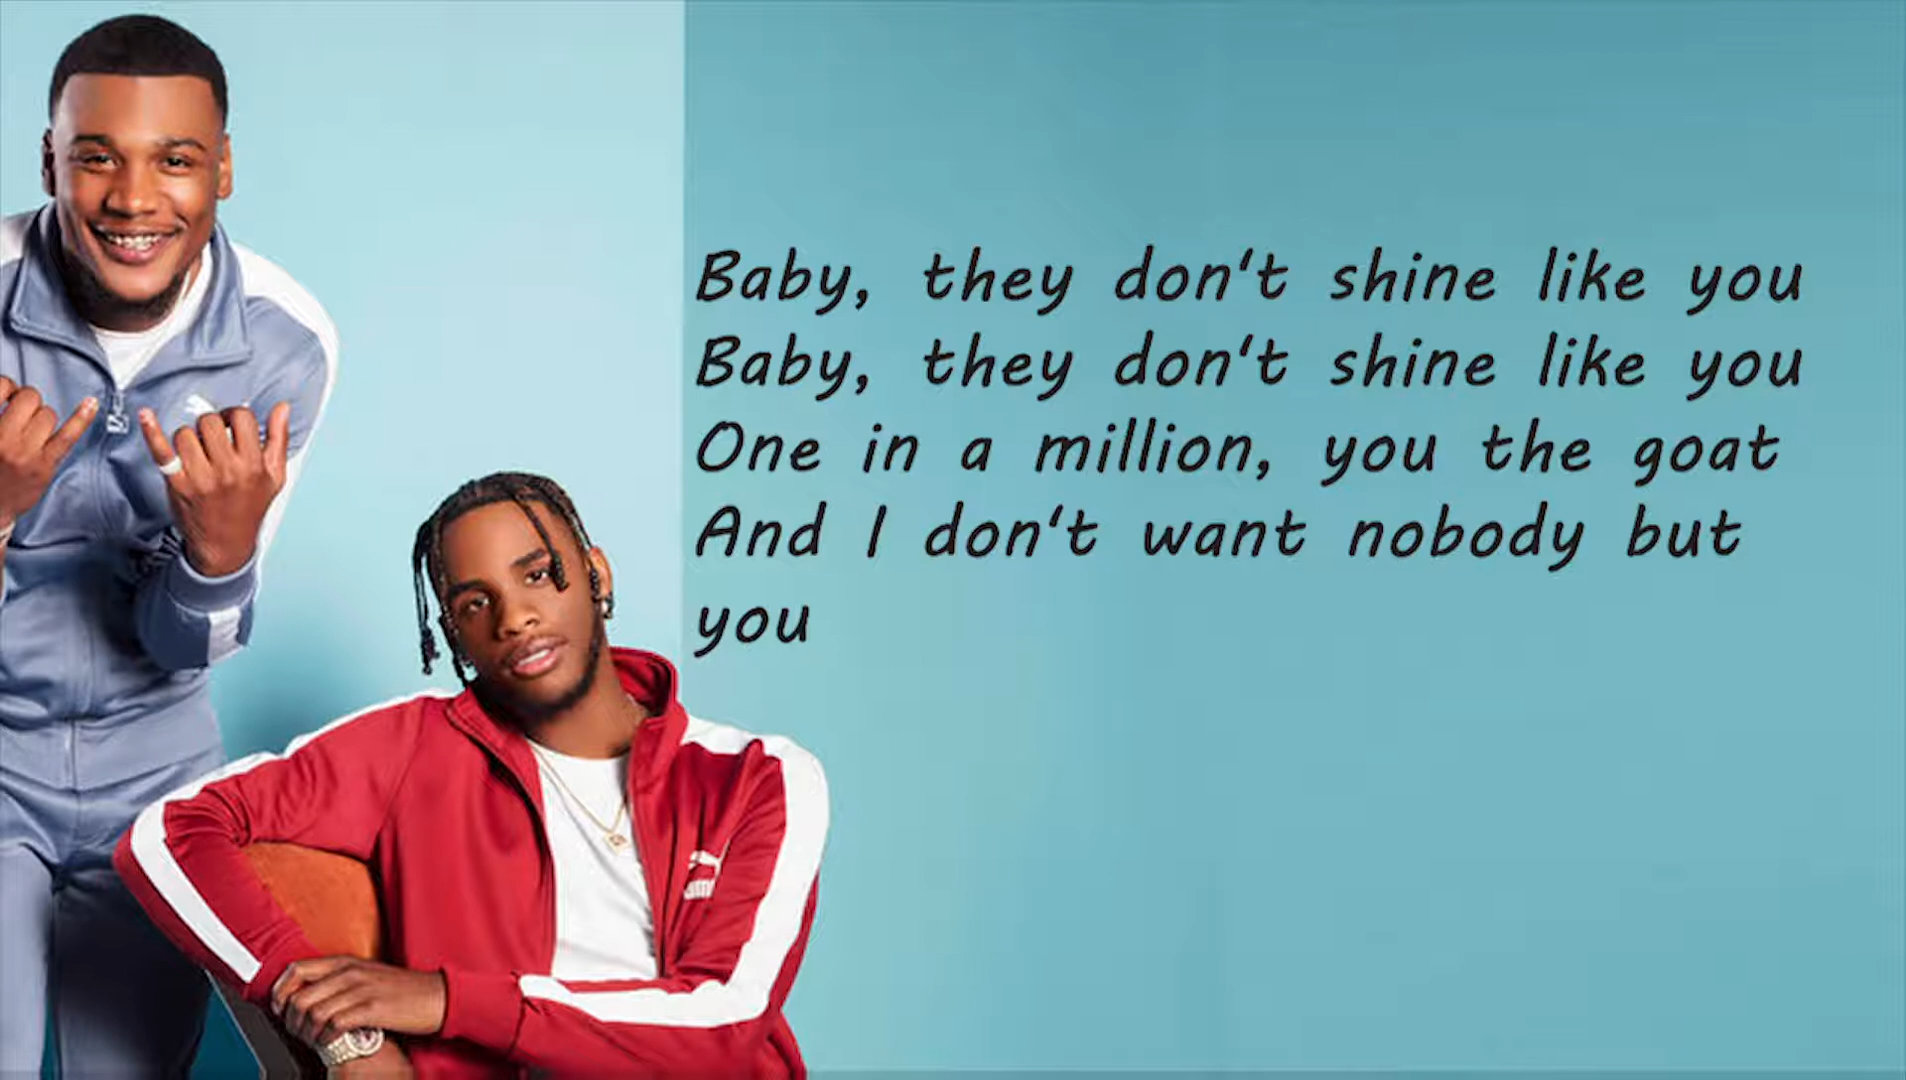 Baby, they don't shine like you
Baby, they don't shine like you
One in a million, you the goat
And I don't want nobody but
you